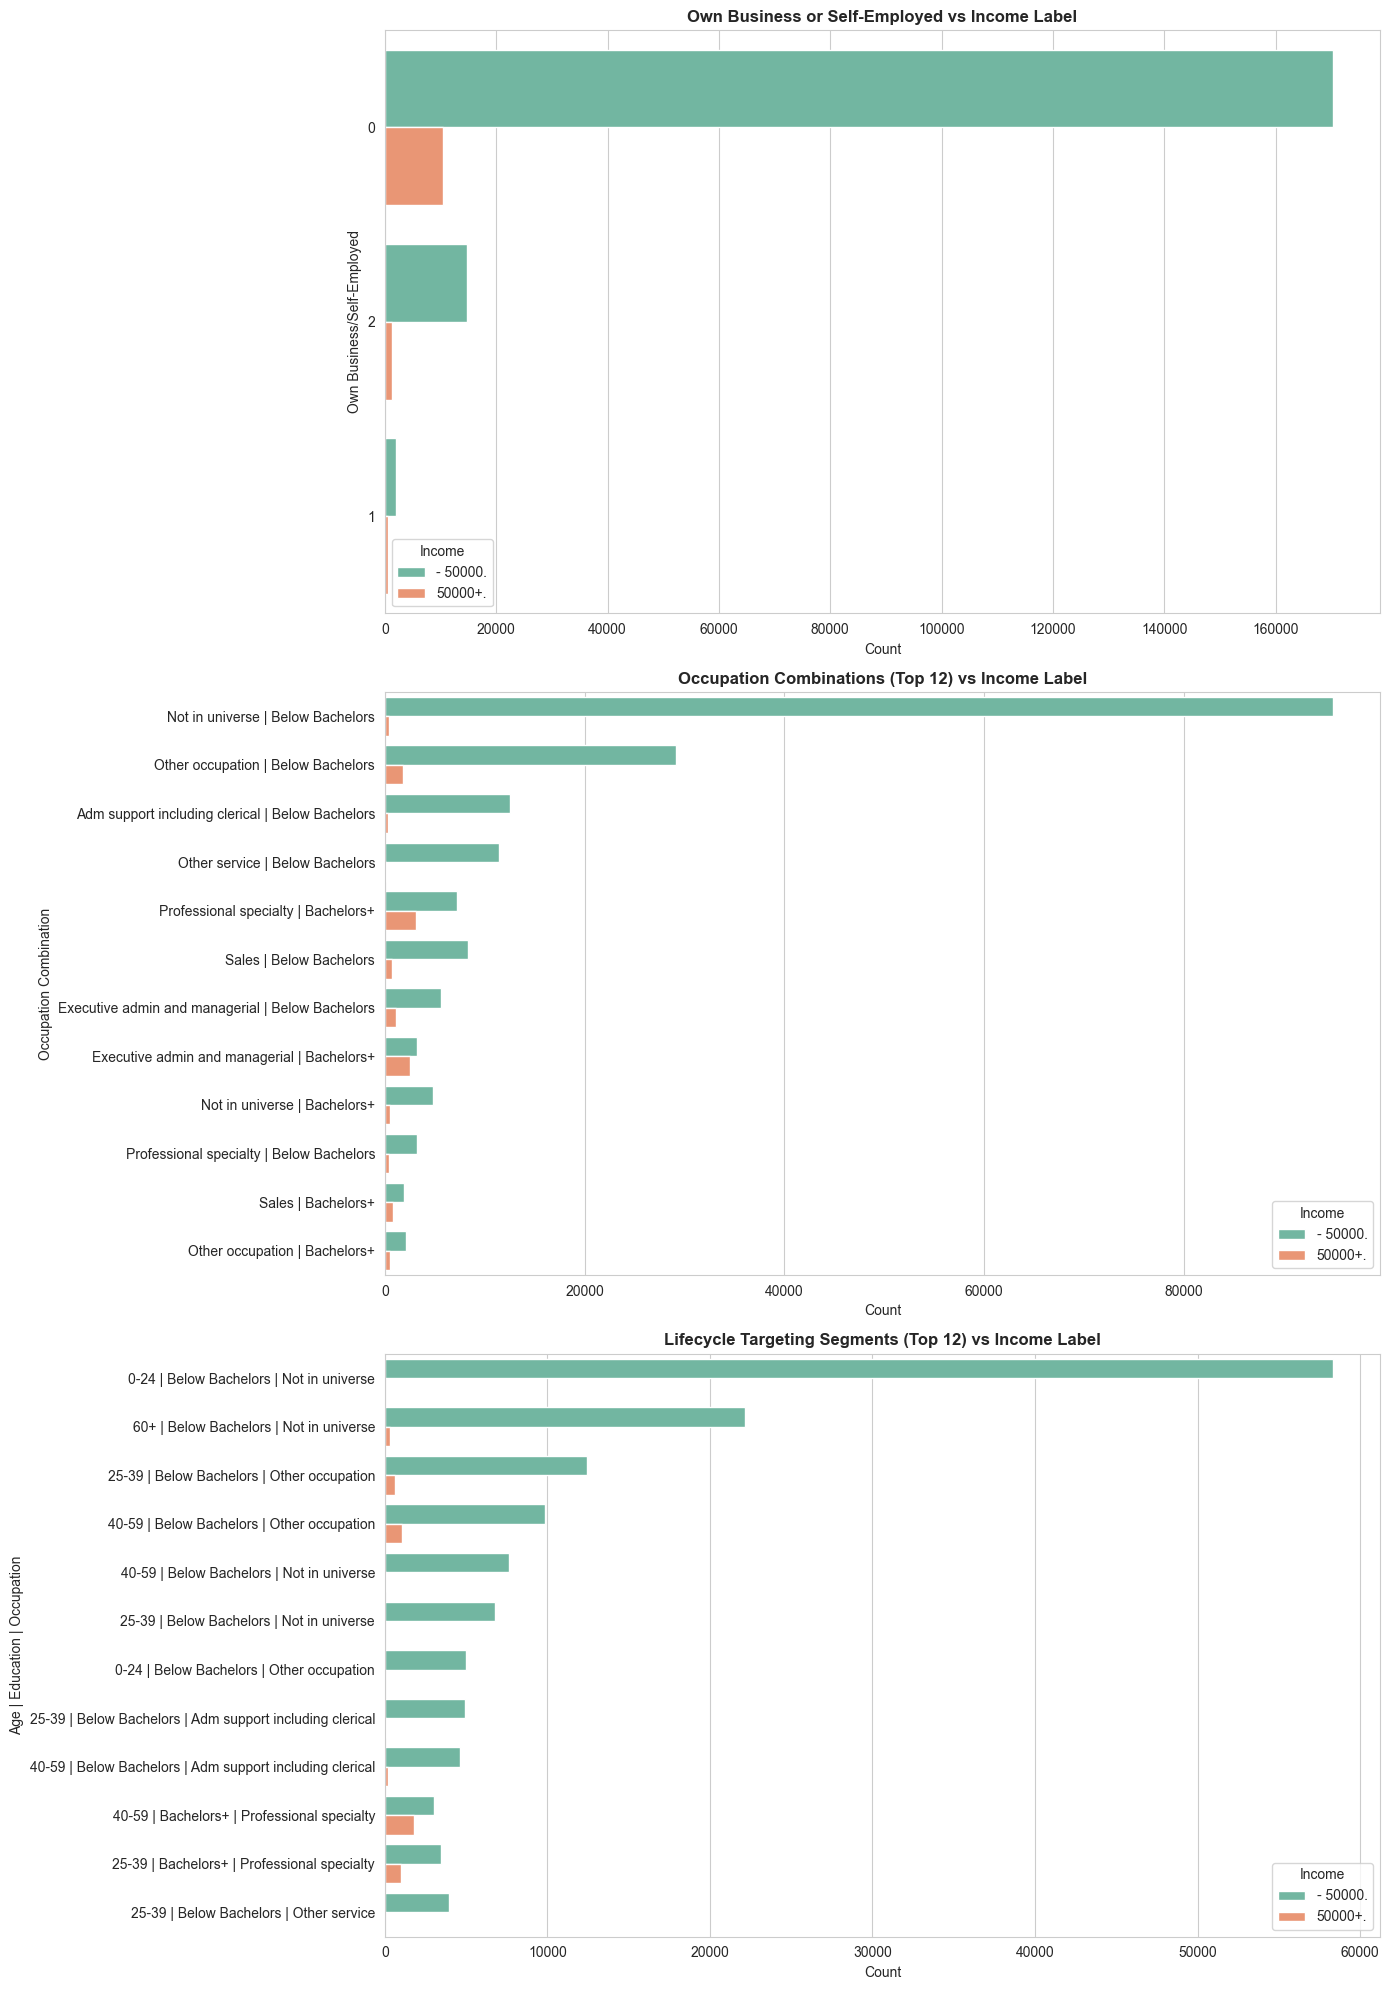 Own Business or Self-Employed vs Income Label
Own Business/Self-Employed
0
2
1
Income
- 50000.
50000+.
0 20000 40000 60000 80000 100000 120000 140000 160000
Count
Occupation Combinations (Top 12) vs Income Label
Occupation Combination
Not in universe | Below Bachelors
Other occupation | Below Bachelors
Adm support including clerical | Below Bachelors
Other service | Below Bachelors
Professional specialty | Bachelors+
Sales | Below Bachelors
Executive admin and managerial | Below Bachelors
Executive admin and managerial | Bachelors+
Not in universe | Bachelors+
Professional specialty | Below Bachelors
Sales | Bachelors+
Other occupation | Bachelors+
Income
- 50000.
50000+.
0 20000 40000 60000 80000
Count
Lifecycle Targeting Segments (Top 12) vs Income Label
Age | Education | Occupation
0-24 | Below Bachelors | Not in universe
60+ | Below Bachelors | Not in universe
25-39 | Below Bachelors | Other occupation
40-59 | Below Bachelors | Other occupation
40-59 | Below Bachelors | Not in universe
25-39 | Below Bachelors | Not in universe
0-24 | Below Bachelors | Other occupation
25-39 | Below Bachelors | Adm support including clerical
40-59 | Below Bachelors | Adm support including clerical
40-59 | Bachelors+ | Professional specialty
25-39 | Bachelors+ | Professional specialty
25-39 | Below Bachelors | Other service
Income
- 50000.
50000+.
0 10000 20000 30000 40000 50000 60000
Count